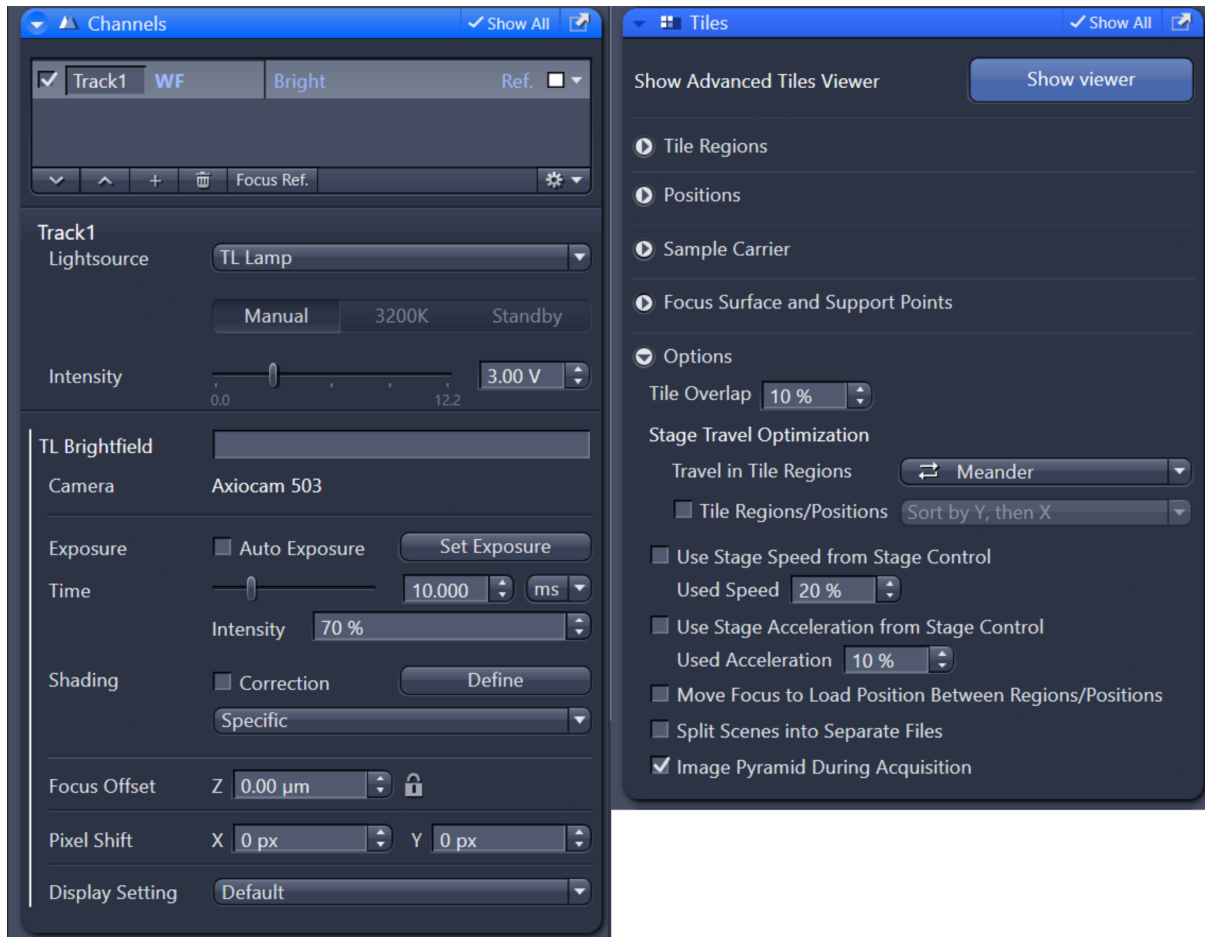 Channels Show All
Track1 WF Bright Ref.
Focus Ref.
Track1
Lightsource TL Lamp
Manual 3200K Standby
Intensity 3.00 V
0.0 12.2
TL Brightfield
Camera Axiocam 503
Exposure Auto Exposure Set Exposure
Time 10.000 ms
Intensity 70 %
Shading Correction Define
Specific
Focus Offset Z 0.00 µm
Pixel Shift X 0 px Y 0 px
Display Setting Default
Tiles Show All
Show Advanced Tiles Viewer Show viewer
Tile Regions
Positions
Sample Carrier
Focus Surface and Support Points
Options
Tile Overlap 10 %
Stage Travel Optimization
Travel in Tile Regions Meander
Tile Regions/Positions Sort by Y, then X
Use Stage Speed from Stage Control
Used Speed 20 %
Use Stage Acceleration from Stage Control
Used Acceleration 10 %
Move Focus to Load Position Between Regions/Positions
Split Scenes into Separate Files
Image Pyramid During Acquisition